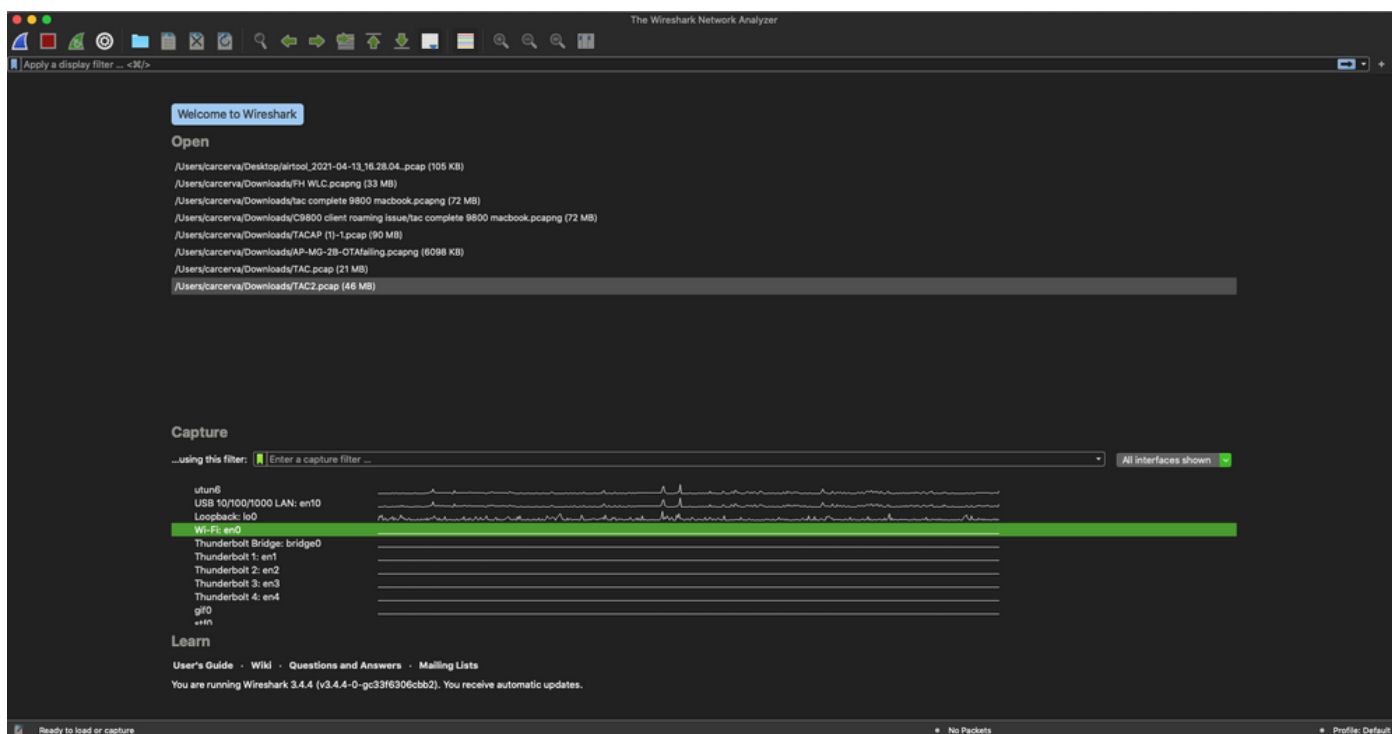 The Wireshark Network Analyzer
Apply a display filter ... <⌘/>
Welcome to Wireshark
Open
/Users/carcerva/Desktop/airtool_2021-04-13_16.28.04..pcap (105 KB)
/Users/carcerva/Downloads/FH WLC.pcapng (33 MB)
/Users/carcerva/Downloads/tac complete 9800 macbook.pcapng (72 MB)
/Users/carcerva/Downloads/C9800 client roaming issue/tac complete 9800 macbook.pcapng (72 MB)
/Users/carcerva/Downloads/TACAP (1)-1.pcap (90 MB)
/Users/carcerva/Downloads/AP-MG-2B-OTAfailing.pcapng (6098 KB)
/Users/carcerva/Downloads/TAC.pcap (21 MB)
/Users/carcerva/Downloads/TAC2.pcap (46 MB)
Capture
...using this filter: Enter a capture filter ... All interfaces shown
utun6
USB 10/100/1000 LAN: en10
Loopback: lo0
Wi-Fi: en0
Thunderbolt Bridge: bridge0
Thunderbolt 1: en1
Thunderbolt 2: en2
Thunderbolt 3: en3
Thunderbolt 4: en4
gif0
Learn
User's Guide · Wiki · Questions and Answers · Mailing Lists
You are running Wireshark 3.4.4 (v3.4.4-0-gc33f6306cbb2). You receive automatic updates.
Ready to load or capture No Packets Profile: Default